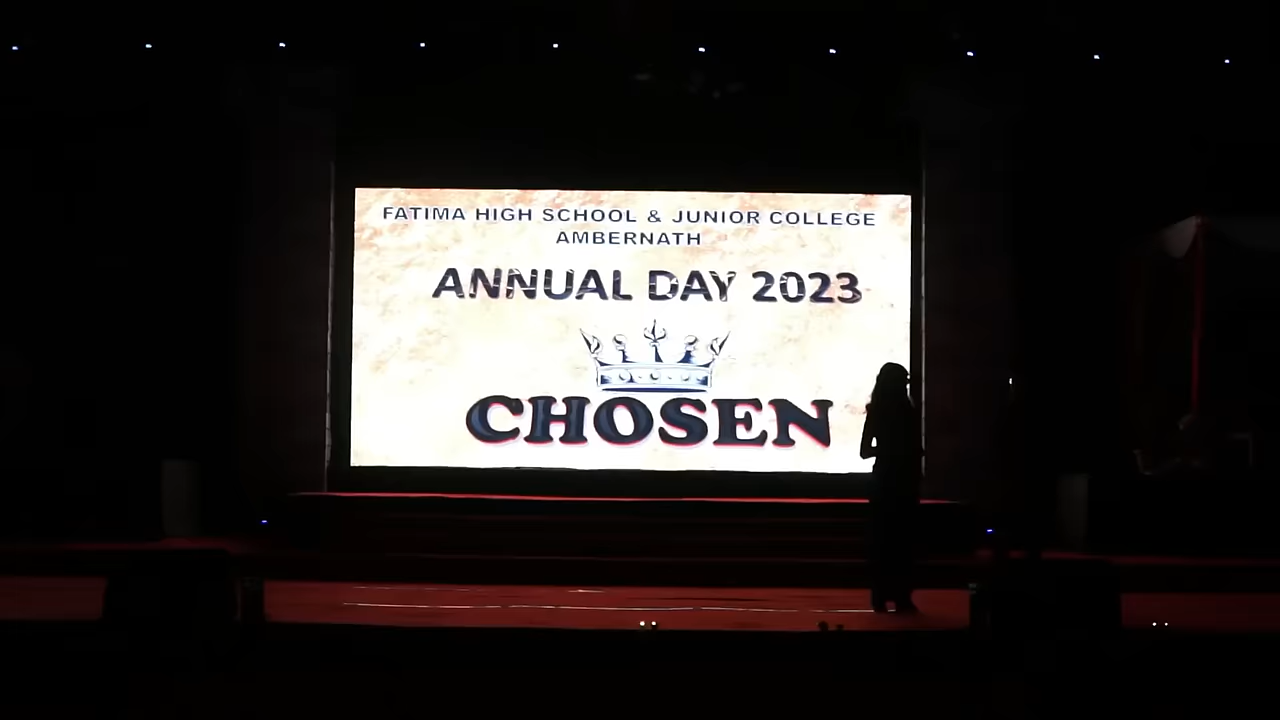 FATIMA HIGH SCHOOL & JUNIOR COLLEGE
AMBERNATH
ANNUAL DAY 2023
CHOSEN